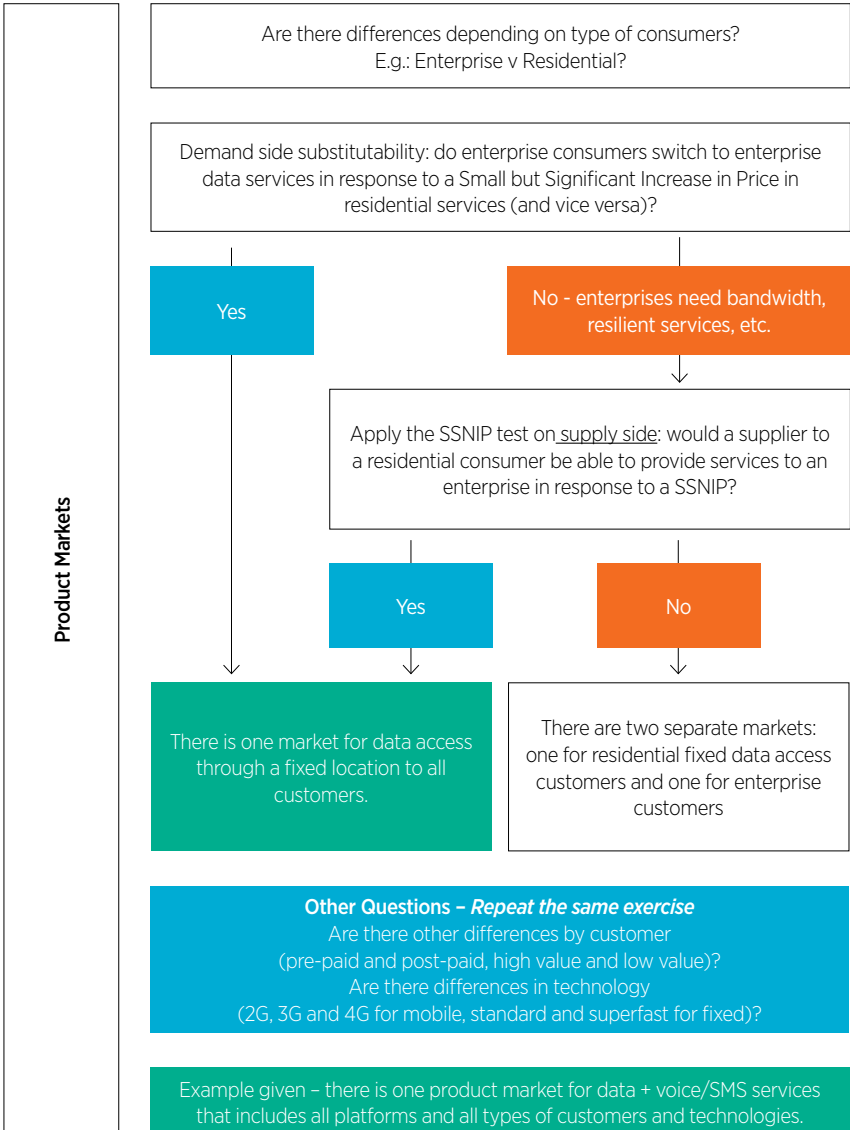 Product Markets
Are there differences depending on type of consumers?
E.g.: Enterprise v Residential?
Demand side substitutability: do enterprise consumers switch to enterprise
data services in response to a Small but Significant Increase in Price in
residential services (and vice versa)?
Yes
No - enterprises need bandwidth,
resilient services, etc.
Apply the SSNIP test on supply side: would a supplier to
a residential consumer be able to provide services to an
enterprise in response to a SSNIP?
Yes
No
There is one market for data access
through a fixed location to all
customers.
There are two separate markets:
one for residential fixed data access
customers and one for enterprise
customers
Other Questions – Repeat the same exercise
Are there other differences by customer
(pre-paid and post-paid, high value and low value)?
Are there differences in technology
(2G, 3G and 4G for mobile, standard and superfast for fixed)?
Example given – there is one product market for data + voice/SMS services
that includes all platforms and all types of customers and technologies.